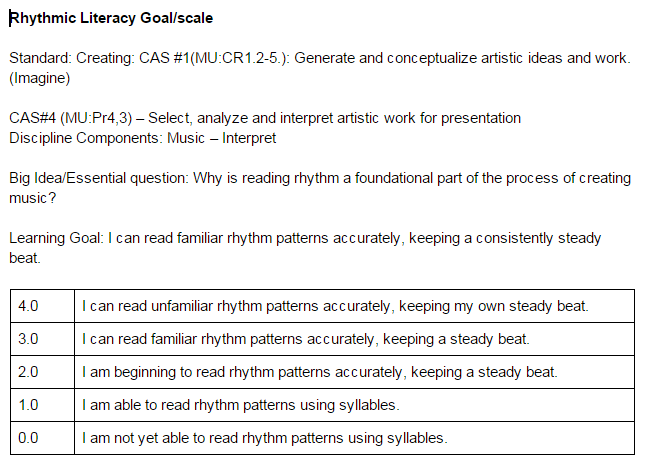 Rhythmic Literacy Goal/scale
Standard: Creating: CAS #1(MU:CR1.2-5.): Generate and conceptualize artistic ideas and work.
(Imagine)
CAS#4 (MU:Pr4,3) – Select, analyze and interpret artistic work for presentation
Discipline Components: Music – Interpret
Big Idea/Essential question: Why is reading rhythm a foundational part of the process of creating
music?
Learning Goal: I can read familiar rhythm patterns accurately, keeping a consistently steady
beat.
4.0 I can read unfamiliar rhythm patterns accurately, keeping my own steady beat.
3.0 I can read familiar rhythm patterns accurately, keeping a steady beat.
2.0 I am beginning to read rhythm patterns accurately, keeping a steady beat.
1.0 I am able to read rhythm patterns using syllables.
0.0 I am not yet able to read rhythm patterns using syllables.